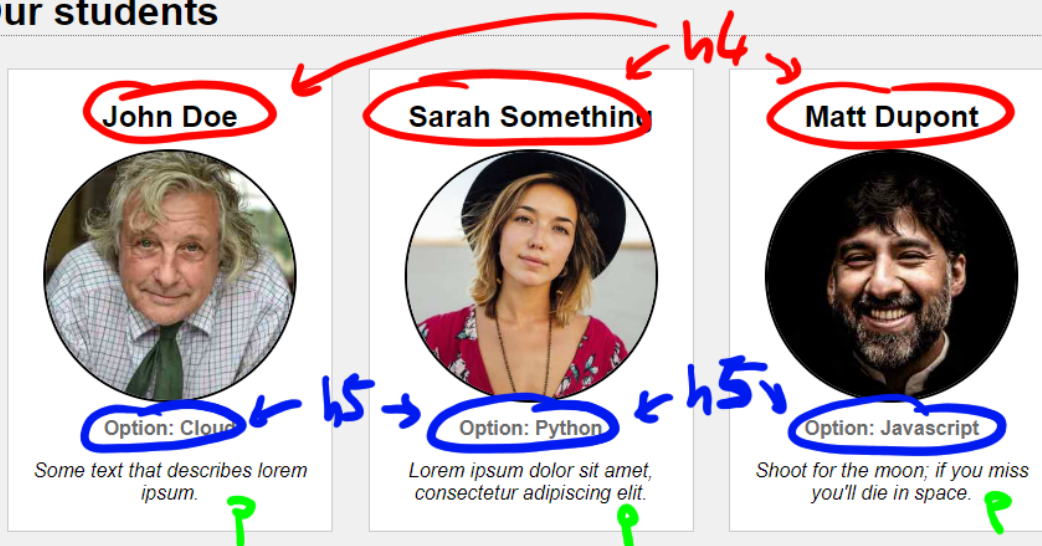 ur students
h4
John Doe
Sarah Something
Matt Dupont
h5
h5
Option: Cloud
Option: Python
Option: Javascript
Some text that describes lorem
ipsum.
Lorem ipsum dolor sit amet,
consectetur adipiscing elit.
Shoot for the moon; if you miss
you'll die in space.
p
p
p